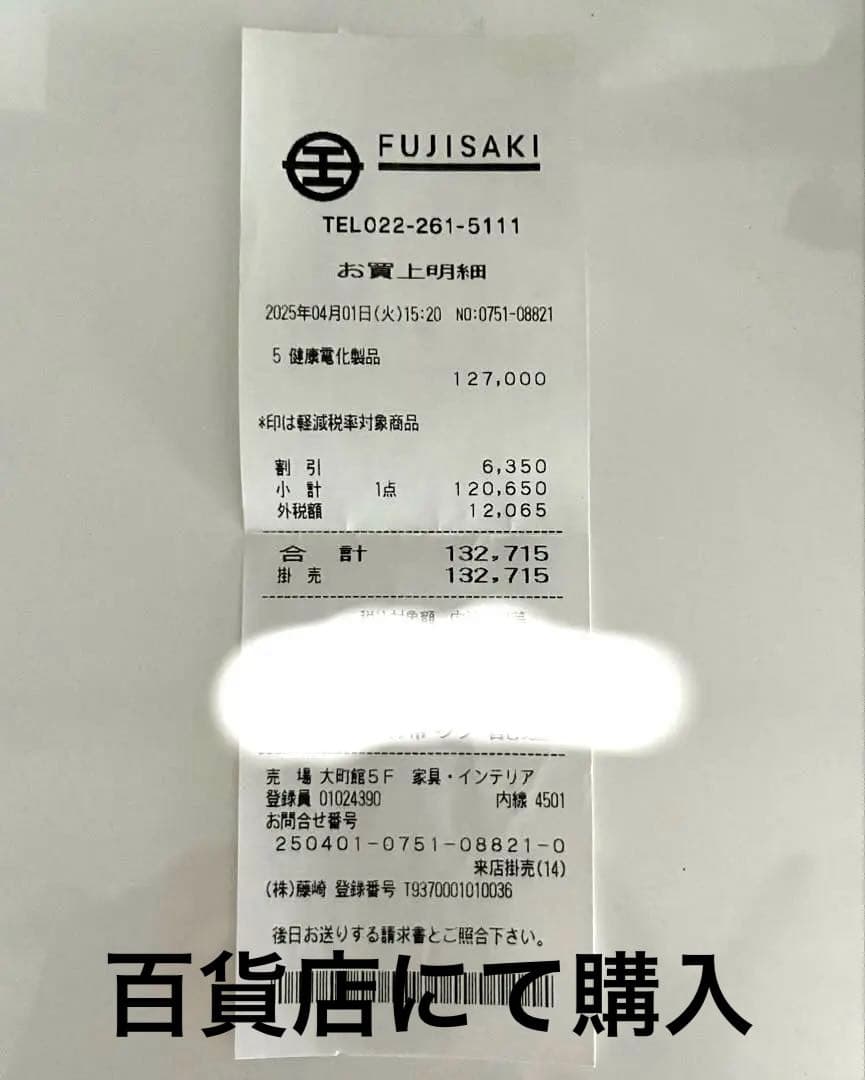 FUJISAKI
TEL022-261-5111
お買上明細
2025年04月01日(火)15:20 NO:0751-08821
5 健康電化製品
127,000
*印は軽減税率対象商品
割 引 6,350
小 計 1点 120,650
外税額 12,065
合 計 132,715
掛 売 132,715
売 場 大町館5F 家具・インテリア
登録員 01024390 内線 4501
お問合せ番号
250401-0751-08821-0
来店掛売(14)
(株)藤崎 登録番号 T9370001010036
後日お送りする請求書とご照合下さい。
百貨店にて購入